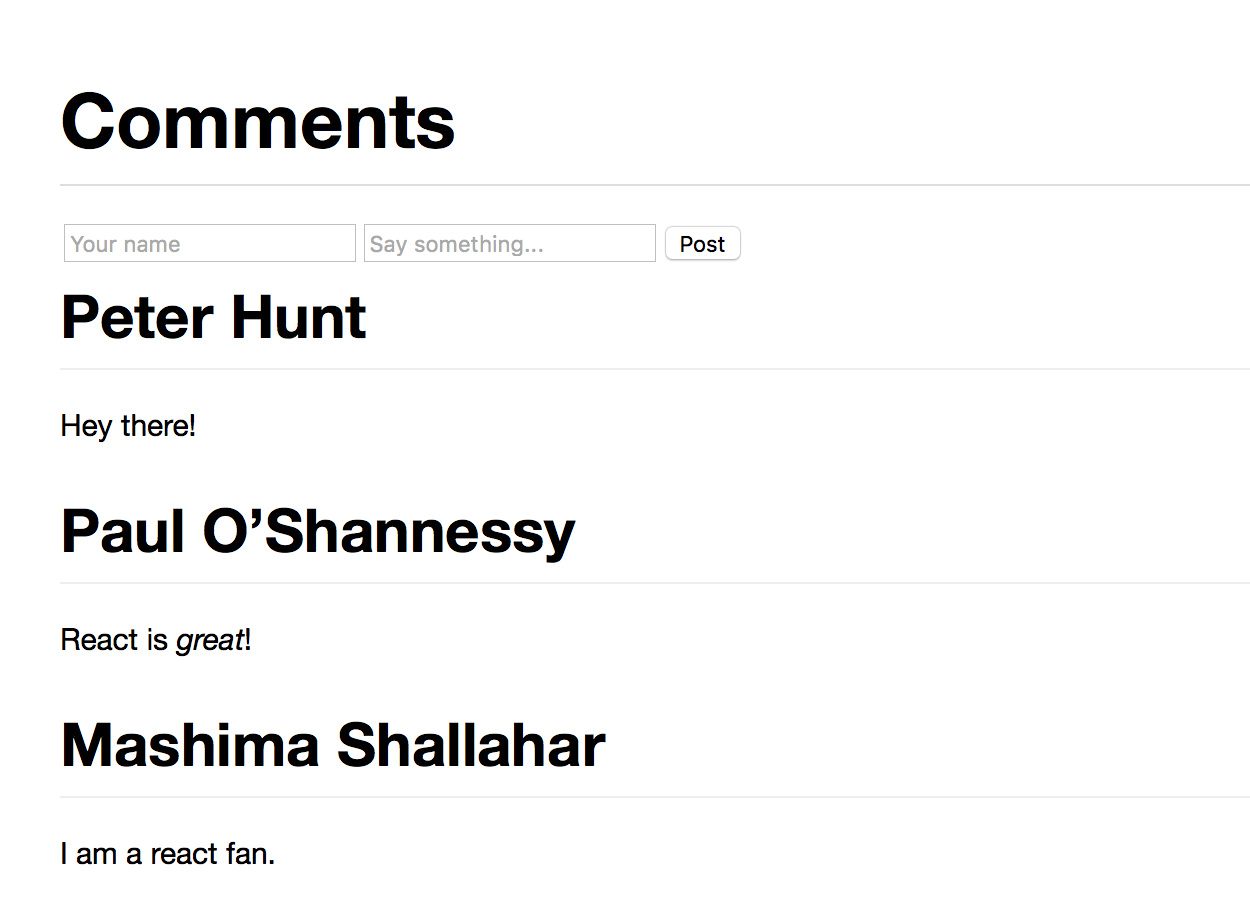 Comments
Your name Say something... Post
Peter Hunt
Hey there!
Paul O’Shannessy
React is great!
Mashima Shallahar
I am a react fan.